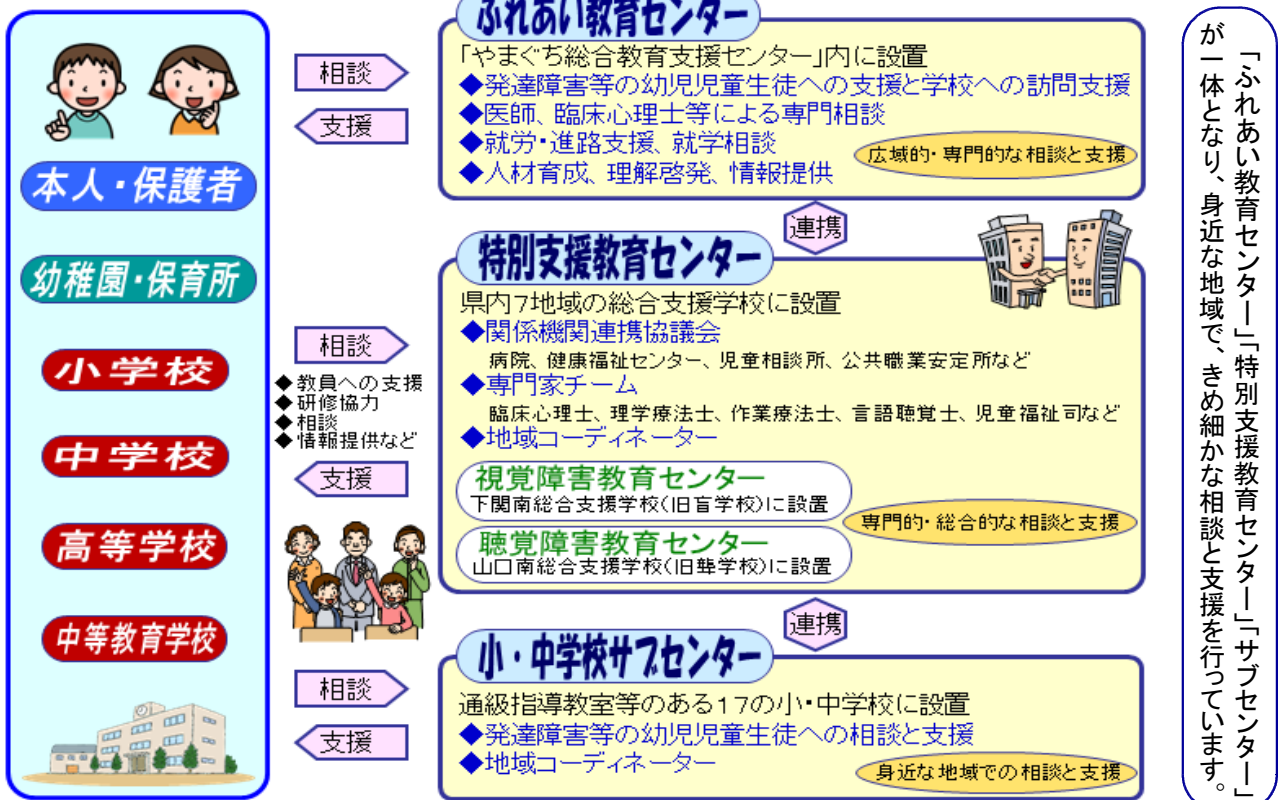 本人・保護者
幼稚園・保育所
小学校
中学校
高等学校
中等教育学校
相談
支援
ふれあい教育センター
「やまぐち総合教育支援センター」内に設置
◆発達障害等の幼児児童生徒への支援と学校への訪問支援
◆医師、臨床心理士等による専門相談
◆就労・進路支援、就学相談
◆人材育成、理解啓発、情報提供
広域的・専門的な相談と支援
連携
相談
◆教員への支援
◆研修協力
◆相談
◆情報提供など
支援
特別支援教育センター
県内7地域の総合支援学校に設置
◆関係機関連携協議会
病院、健康福祉センター、児童相談所、公共職業安定所など
◆専門家チーム
臨床心理士、理学療法士、作業療法士、言語聴覚士、児童福祉司など
◆地域コーディネーター
視覚障害教育センター
下関南総合支援学校(旧盲学校)に設置
聴覚障害教育センター
山口南総合支援学校(旧聾学校)に設置
専門的・総合的な相談と支援
連携
相談
支援
小・中学校サブセンター
通級指導教室等のある17の小・中学校に設置
◆発達障害等の幼児児童生徒への相談と支援
◆地域コーディネーター
身近な地域での相談と支援
「ふれあい教育センター」「特別支援教育センター」「サブセンター」
が一体となり、身近な地域で、きめ細かな相談と支援を行っています。